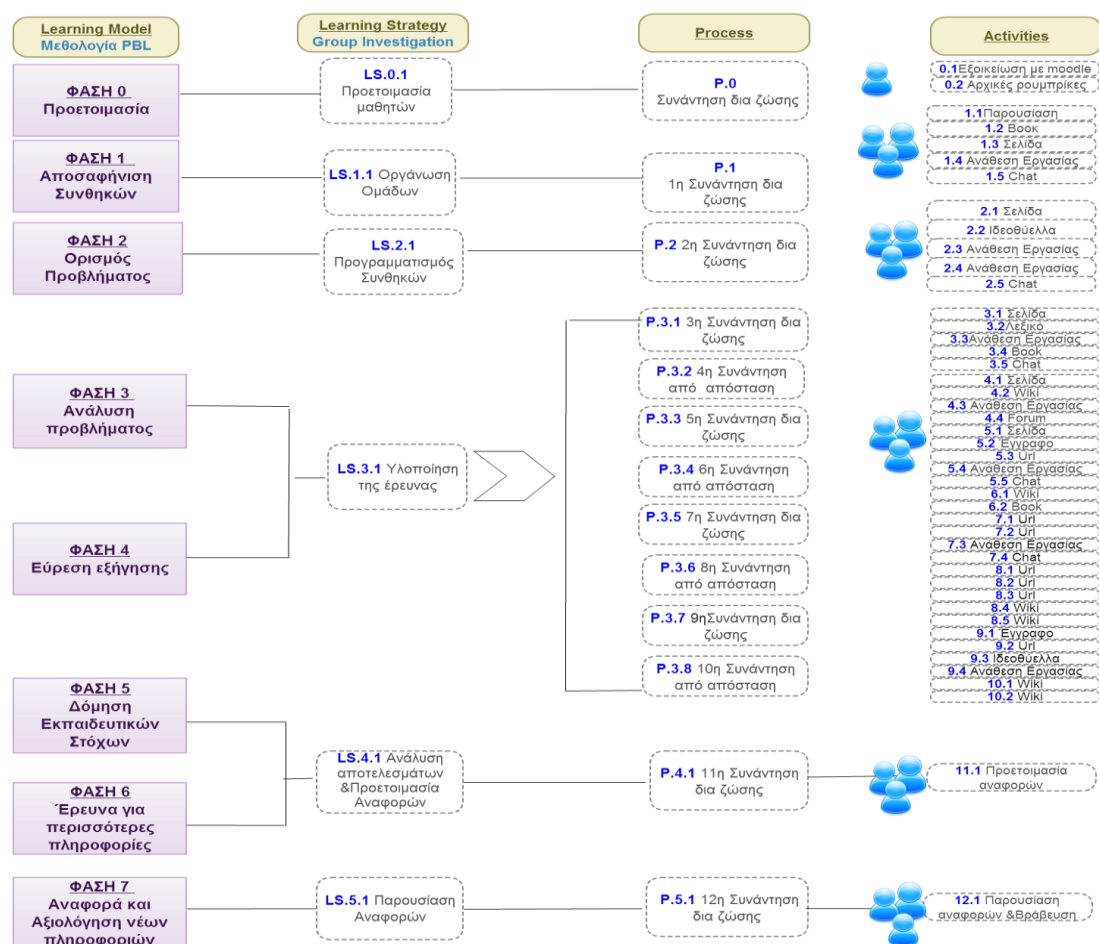 Learning Model
Μεθολογία PBL
Learning Strategy
Group Investigation
Process
Activities
ΦΑΣΗ 0
Προετοιμασία
LS.0.1
Προετοιμασία
μαθητών
P.0
Συνάντηση δια ζώσης
0.1Εξοικείωση με moodle
0.2 Αρχικές ρουμπρίκες
ΦΑΣΗ 1
Αποσαφήνιση
Συνθηκών
LS.1.1 Οργάνωση
Ομάδων
P.1
1η Συνάντηση δια
ζώσης
1.1Παρουσίαση
1.2 Book
1.3 Σελίδα
1.4 Ανάθεση Εργασίας
1.5 Chat
ΦΑΣΗ 2
Ορισμός
Προβλήματος
LS.2.1
Προγραμματισμός
Συνθηκών
P.2 2η Συνάντηση δια
ζώσης
2.1 Σελίδα
2.2 Ιδεοθύελλα
2.3 Ανάθεση Εργασίας
2.4 Ανάθεση Εργασίας
2.5 Chat
ΦΑΣΗ 3
Ανάλυση
προβλήματος
ΦΑΣΗ 4
Εύρεση εξήγησης
LS.3.1 Υλοποίηση
της έρευνας
P.3.1 3η Συνάντηση δια
ζώσης
P.3.2 4η Συνάντηση
από απόσταση
P.3.3 5η Συνάντηση δια
ζώσης
P.3.4 6η Συνάντηση
από απόσταση
P.3.5 7η Συνάντηση δια
ζώσης
P.3.6 8η Συνάντηση
από απόσταση
P.3.7 9ηΣυνάντηση δια
ζώσης
P.3.8 10η Συνάντηση
από απόσταση
3.1 Σελίδα
3.2Λεξικό
3.3Ανάθεση Εργασίας
3.4 Book
3.5 Chat
4.1 Σελίδα
4.2 Wiki
4.3 Ανάθεση Εργασίας
4.4 Forum
5.1 Σελίδα
5.2 Εγγραφο
5.3 Url
5.4 Ανάθεση Εργασίας
5.5 Chat
6.1 Wiki
6.2 Book
7.1 Url
7.2 Url
7.3 Ανάθεση Εργασίας
7.4 Chat
8.1 Url
8.2 Url
8.3 Url
8.4 Wiki
8.5 Wiki
9.1 Εγγραφο
9.2 Url
9.3 Ιδεοθύελλα
9.4 Ανάθεση Εργασίας
10.1 Wiki
10.2 Wiki
ΦΑΣΗ 5
Δόμηση
Εκπαιδευτικών
Στόχων
ΦΑΣΗ 6
Έρευνα για
περισσότερες
πληροφορίες
LS.4.1 Ανάλυση
αποτελεσμάτων
&Προετοιμασία
Αναφορών
P.4.1 11η Συνάντηση
δια ζώσης
11.1 Προετοιμασία
αναφορών
ΦΑΣΗ 7
Αναφορά και
Αξιολόγηση νέων
πληροφοριών
LS.5.1 Παρουσίαση
Αναφορών
P.5.1 12η Συνάντηση
δια ζώσης
12.1 Παρουσίαση
αναφορών &Βράβευση